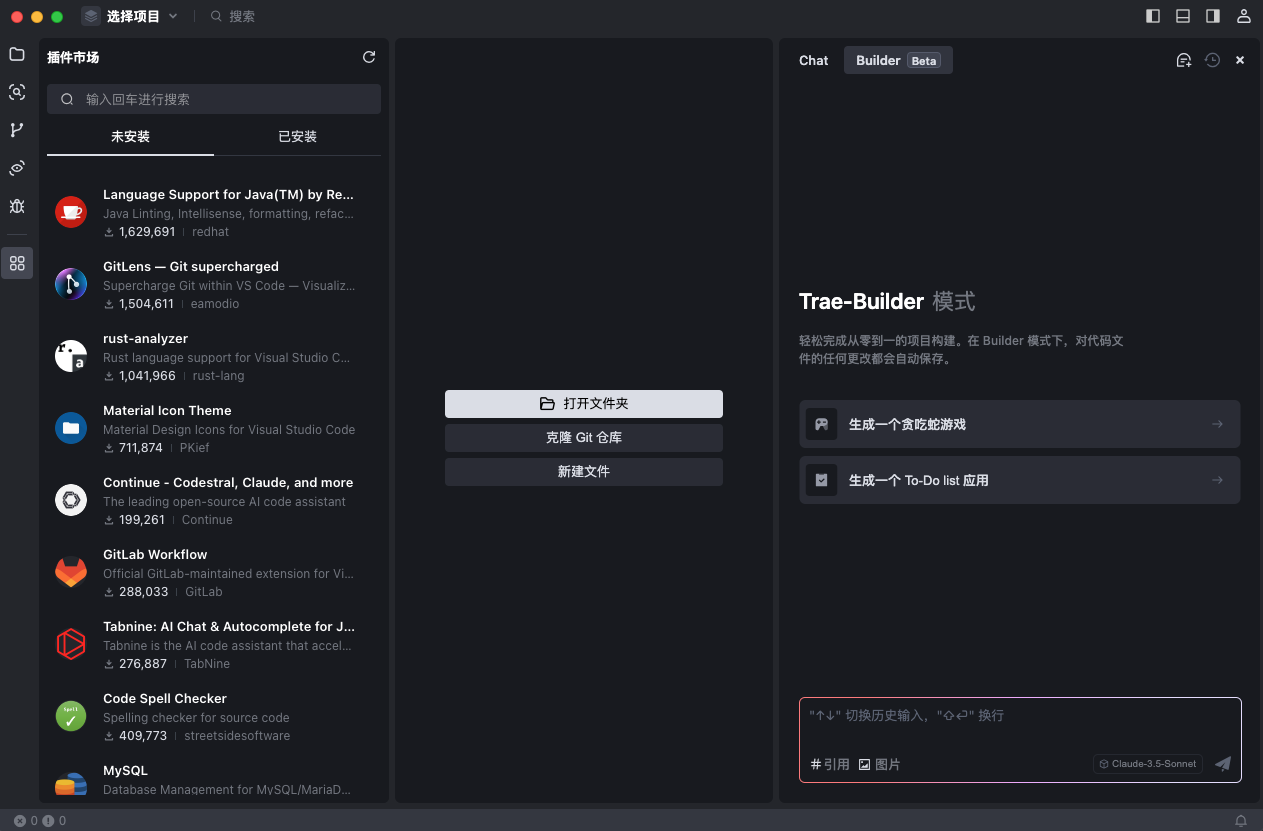 选择项目
搜索
插件市场
输入回车进行搜索
未安装
已安装
Language Support for Java(TM) by Re...
Java Linting, Intellisense, formatting, refac...
1,629,691
redhat
GitLens — Git supercharged
Supercharge Git within VS Code — Visualiz...
1,504,611
eamodio
rust-analyzer
Rust language support for Visual Studio C...
1,041,966
rust-lang
Material Icon Theme
Material Design Icons for Visual Studio Code
711,874
PKief
Continue - Codestral, Claude, and more
The leading open-source AI code assistant
199,261
Continue
GitLab Workflow
Official GitLab-maintained extension for Vi...
288,033
GitLab
Tabnine: AI Chat & Autocomplete for J...
Tabnine is the AI code assistant that accel...
276,887
TabNine
Spell
Code Spell Checker
Spelling checker for source code
409,773
streetsidesoftware
MySQL
Database Management for MySQL/MariaD...
打开文件夹
克隆 Git 仓库
新建文件
Chat
Builder Beta
Trae-Builder 模式
轻松完成从零到一的项目构建。在 Builder 模式下，对代码文
件的任何更改都会自动保存。
生成一个贪吃蛇游戏
生成一个 To-Do list 应用
"↑↓" 切换历史输入，"⇧⏎" 换行
# 引用
图片
Claude-3.5-Sonnet
0
0